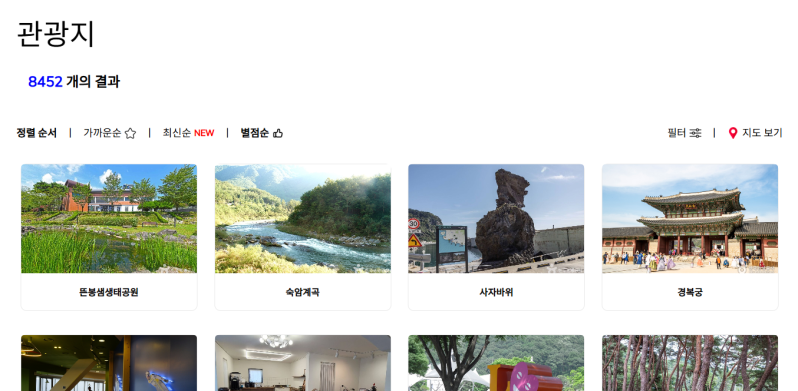 관광지
8452 개의 결과
정렬 순서 | 가까운순 | 최신순 NEW | 별점순 필터 | 지도 보기
뜬봉샘생태공원 숙암계곡 사자바위 경복궁